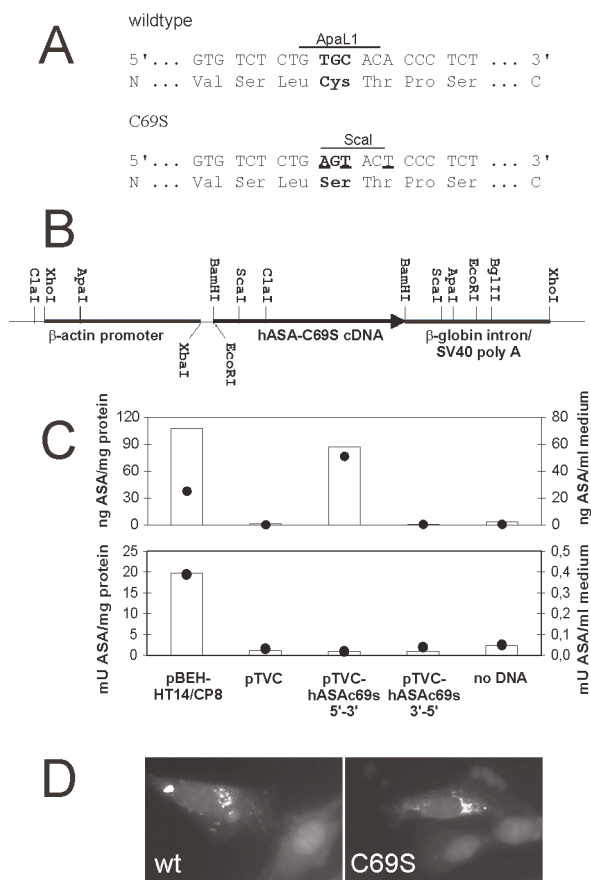 A
wildtype
ApaL1
5'... GTG TCT CTG TGC ACA CCC TCT ... 3'
N ... Val Ser Leu Cys Thr Pro Ser ... C
C69S
ScaI
5'... GTG TCT CTG AGT ACT CCC TCT ... 3'
N ... Val Ser Leu Ser Thr Pro Ser ... C
B
ClaI XhoI ApaI BamHI ScaI ClaI BamHI ScaI ApaI EcoRI BglII XhoI
β-actin promoter hASA-C69S cDNA β-globin intron/
SV40 poly A
XbaI EcoRI
C
ng ASA/mg protein
120
90
60
30
0
80
60
40
20
0
ng ASA/ml medium
mU ASA/mg protein
25
20
15
10
5
0
0,5
0,4
0,3
0,2
0,1
0,0
mU ASA/ml medium
pBEH-
HT14/CP8
pTVC
pTVC-
hASAc69s
5'-3'
pTVC-
hASAc69s
3'-5'
no DNA
D
wt
C69S